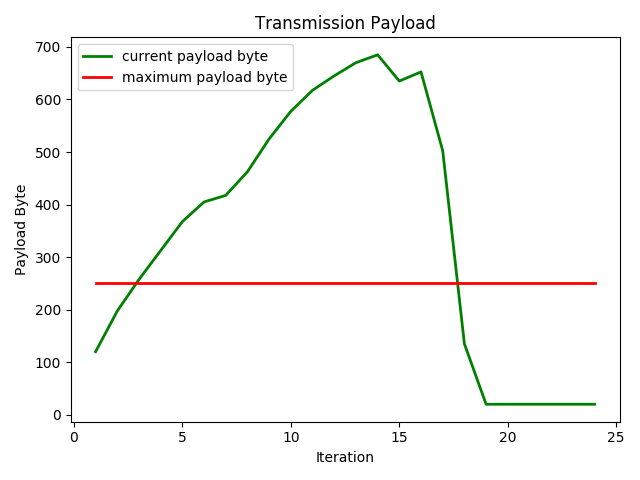 Transmission Payload
current payload byte
maximum payload byte
Payload Byte
700
600
500
400
300
200
100
0
0 5 10 15 20 25
Iteration